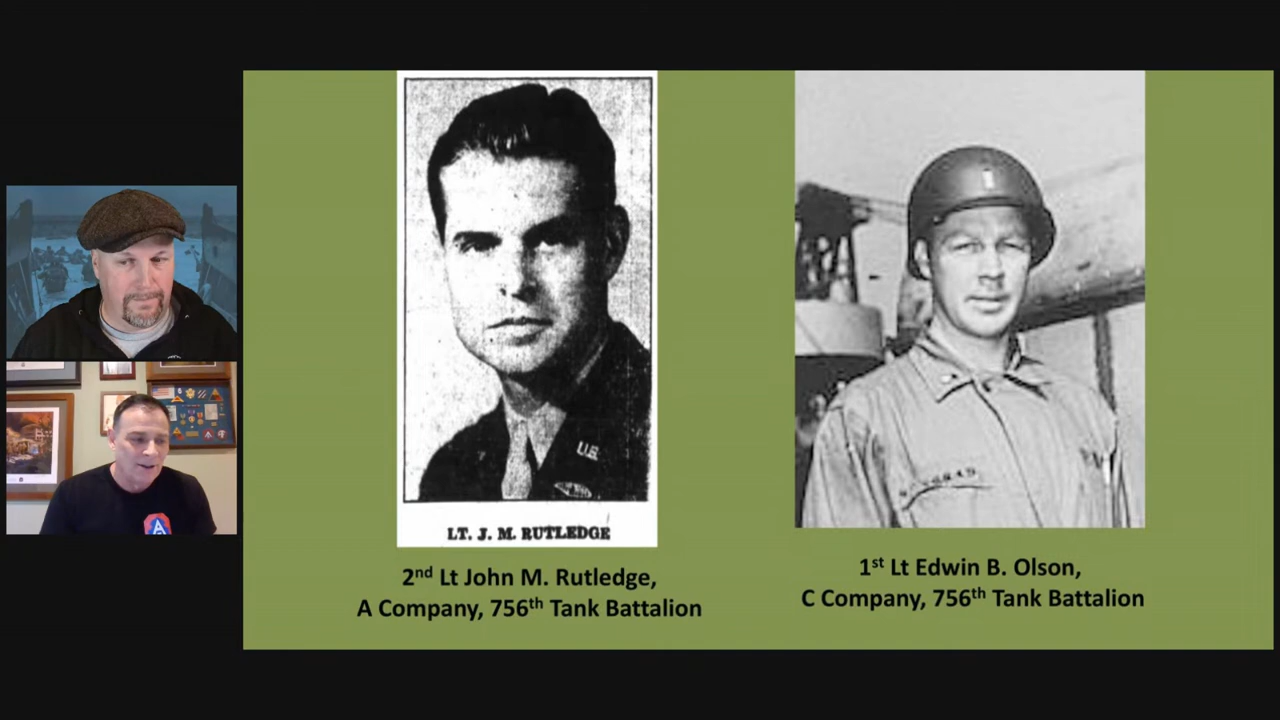 U.S.
LT. J. M. RUTLEDGE
2nd Lt John M. Rutledge,
A Company, 756th Tank Battalion
1st Lt Edwin B. Olson,
C Company, 756th Tank Battalion
A